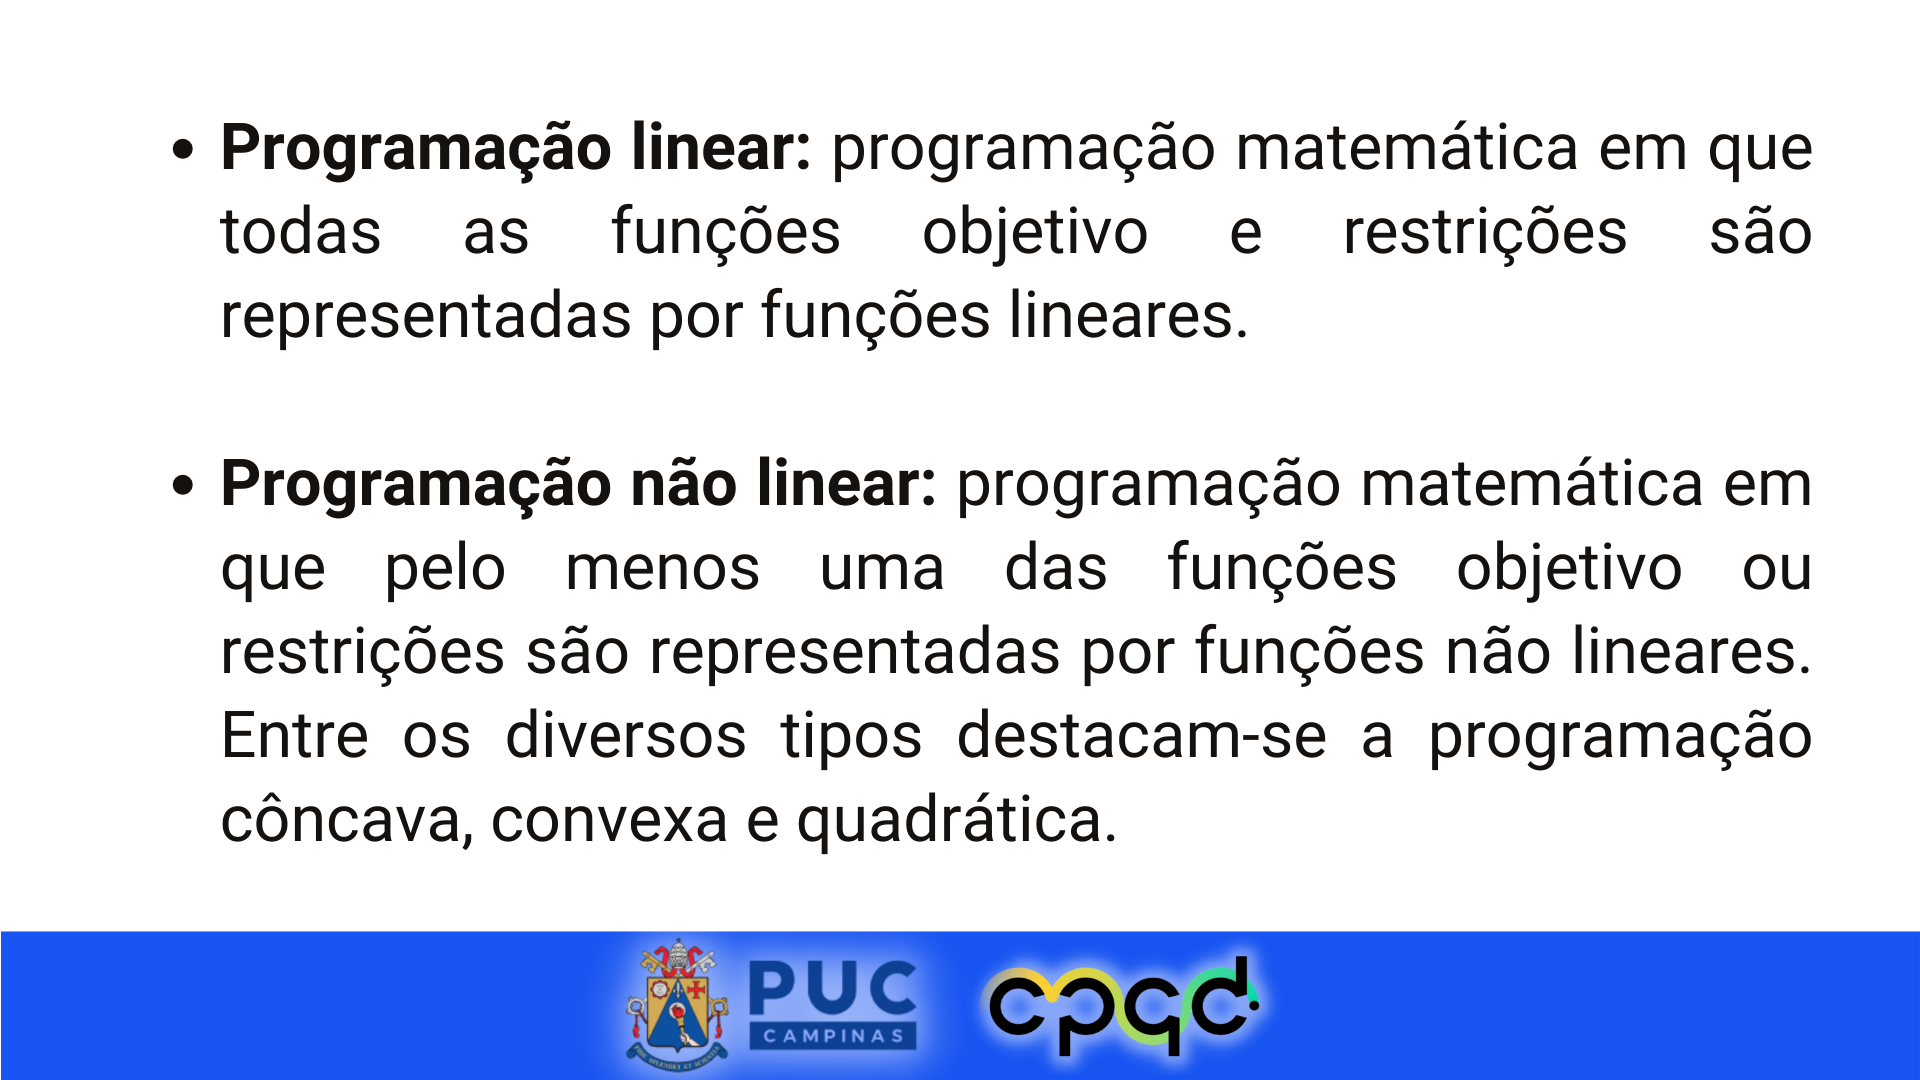 • Programação linear: programação matemática em que
todas as funções objetivo e restrições são
representadas por funções lineares.
• Programação não linear: programação matemática em
que pelo menos uma das funções objetivo ou
restrições são representadas por funções não lineares.
Entre os diversos tipos destacam-se a programação
côncava, convexa e quadrática.
PUC
CAMPINAS
cpqd